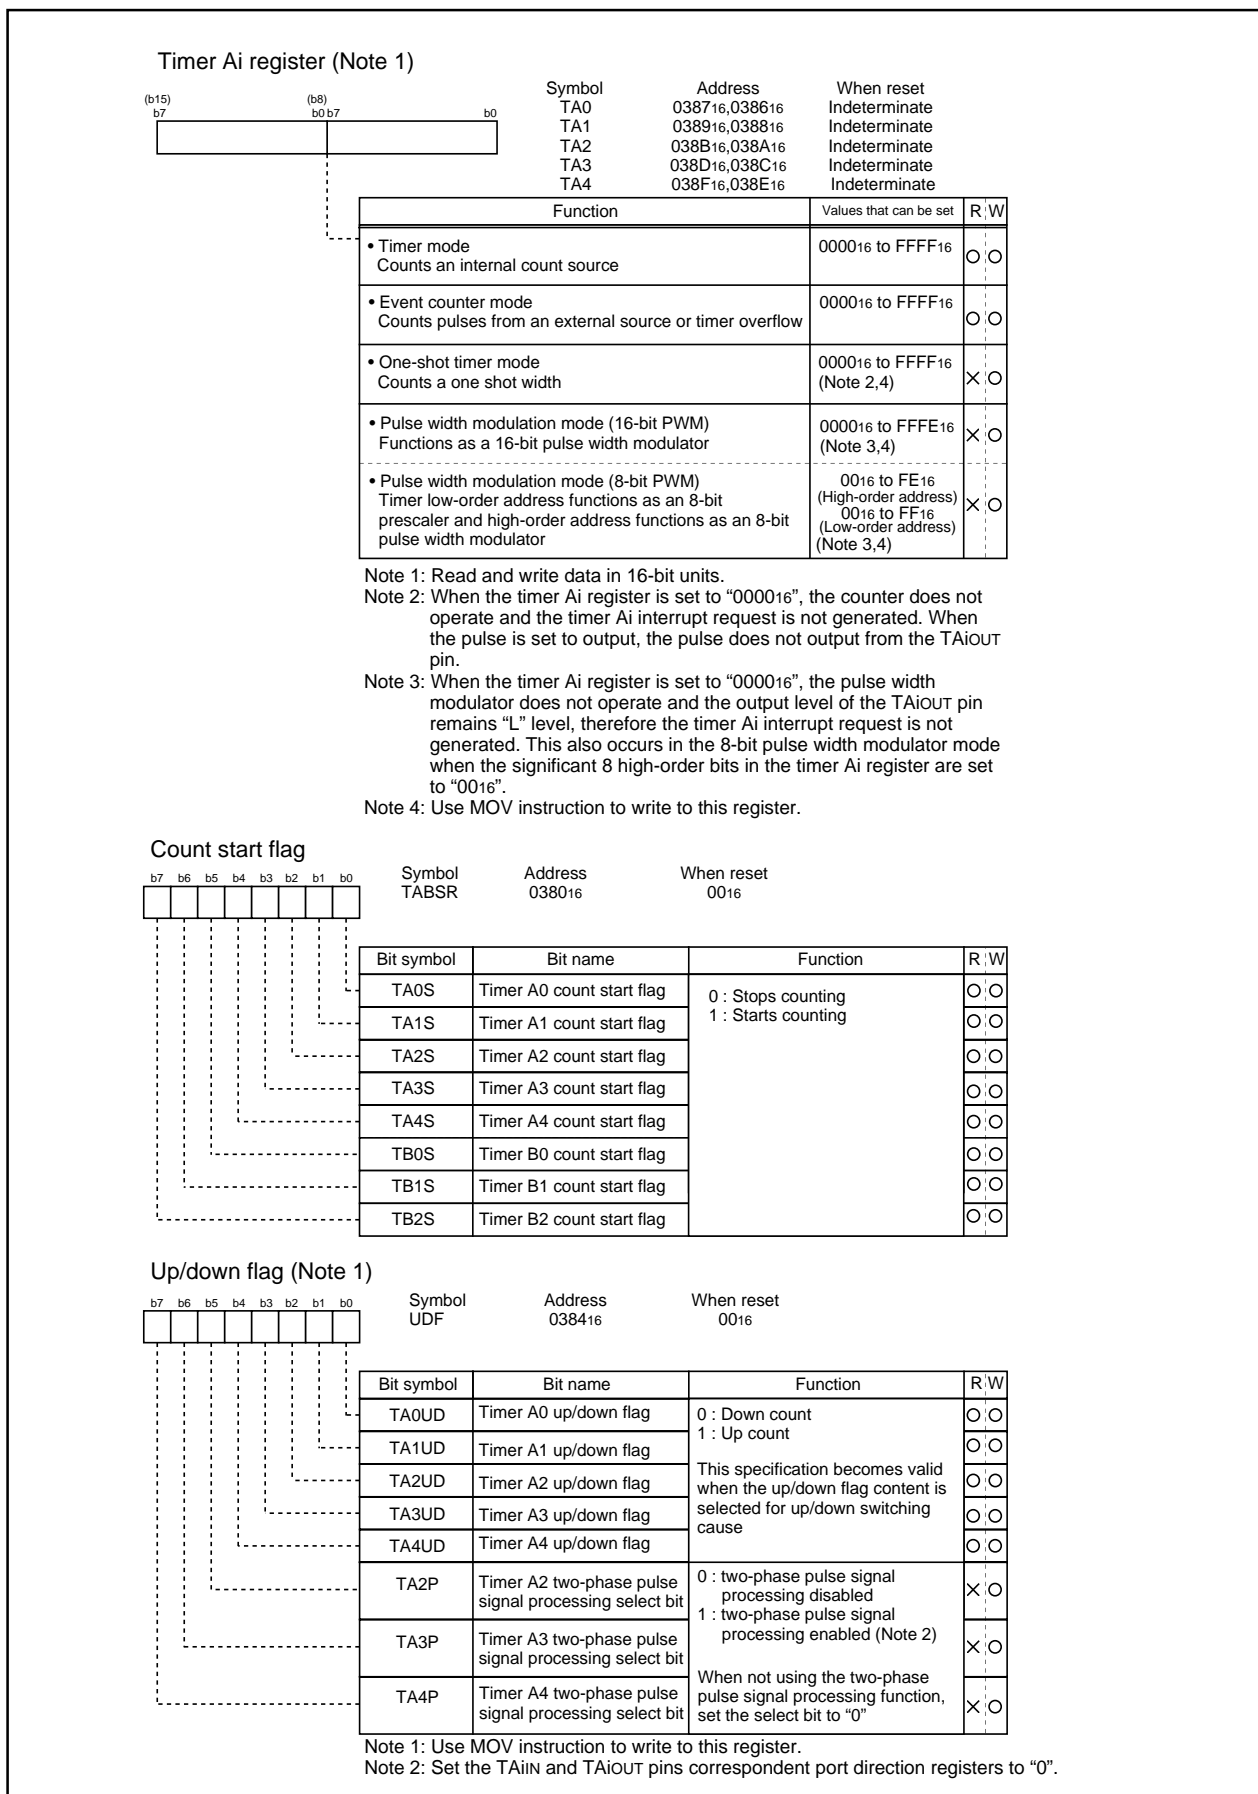 Timer Ai register (Note 1)
Symbol Address When reset
(b15) (b8)
b7 b0 b7 b0
TA0 038716,038616 Indeterminate
TA1 038916,038816 Indeterminate
TA2 038B16,038A16 Indeterminate
TA3 038D16,038C16 Indeterminate
TA4 038F16,038E16 Indeterminate
Function Values that can be set R W
• Timer mode 000016 to FFFF16
Counts an internal count source
• Event counter mode 000016 to FFFF16
Counts pulses from an external source or timer overflow
• One-shot timer mode 000016 to FFFF16
Counts a one shot width (Note 2,4)
• Pulse width modulation mode (16-bit PWM) 000016 to FFFE16
Functions as a 16-bit pulse width modulator (Note 3,4)
• Pulse width modulation mode (8-bit PWM) 0016 to FE16
Timer low-order address functions as an 8-bit (High-order address)
prescaler and high-order address functions as an 8-bit 0016 to FF16
pulse width modulator (Low-order address)
(Note 3,4)
Note 1: Read and write data in 16-bit units.
Note 2: When the timer Ai register is set to “000016”, the counter does not
operate and the timer Ai interrupt request is not generated. When
the pulse is set to output, the pulse does not output from the TAiOUT
pin.
Note 3: When the timer Ai register is set to “000016”, the pulse width
modulator does not operate and the output level of the TAiOUT pin
remains “L” level, therefore the timer Ai interrupt request is not
generated. This also occurs in the 8-bit pulse width modulator mode
when the significant 8 high-order bits in the timer Ai register are set
to “0016”.
Note 4: Use MOV instruction to write to this register.
Count start flag
Symbol Address When reset
b7 b6 b5 b4 b3 b2 b1 b0
TABSR 038016 0016
Bit symbol Bit name Function R W
TA0S Timer A0 count start flag 0 : Stops counting
TA1S Timer A1 count start flag 1 : Starts counting
TA2S Timer A2 count start flag
TA3S Timer A3 count start flag
TA4S Timer A4 count start flag
TB0S Timer B0 count start flag
TB1S Timer B1 count start flag
TB2S Timer B2 count start flag
Up/down flag (Note 1)
Symbol Address When reset
b7 b6 b5 b4 b3 b2 b1 b0
UDF 038416 0016
Bit symbol Bit name Function R W
TA0UD Timer A0 up/down flag 0 : Down count
1 : Up count
TA1UD Timer A1 up/down flag
This specification becomes valid
TA2UD Timer A2 up/down flag when the up/down flag content is
selected for up/down switching
TA3UD Timer A3 up/down flag cause
TA4UD Timer A4 up/down flag
TA2P Timer A2 two-phase pulse 0 : two-phase pulse signal
signal processing select bit processing disabled
1 : two-phase pulse signal
TA3P Timer A3 two-phase pulse processing enabled (Note 2)
signal processing select bit
When not using the two-phase
TA4P Timer A4 two-phase pulse pulse signal processing function,
signal processing select bit set the select bit to “0”
Note 1: Use MOV instruction to write to this register.
Note 2: Set the TAiIN and TAiOUT pins correspondent port direction registers to “0”.